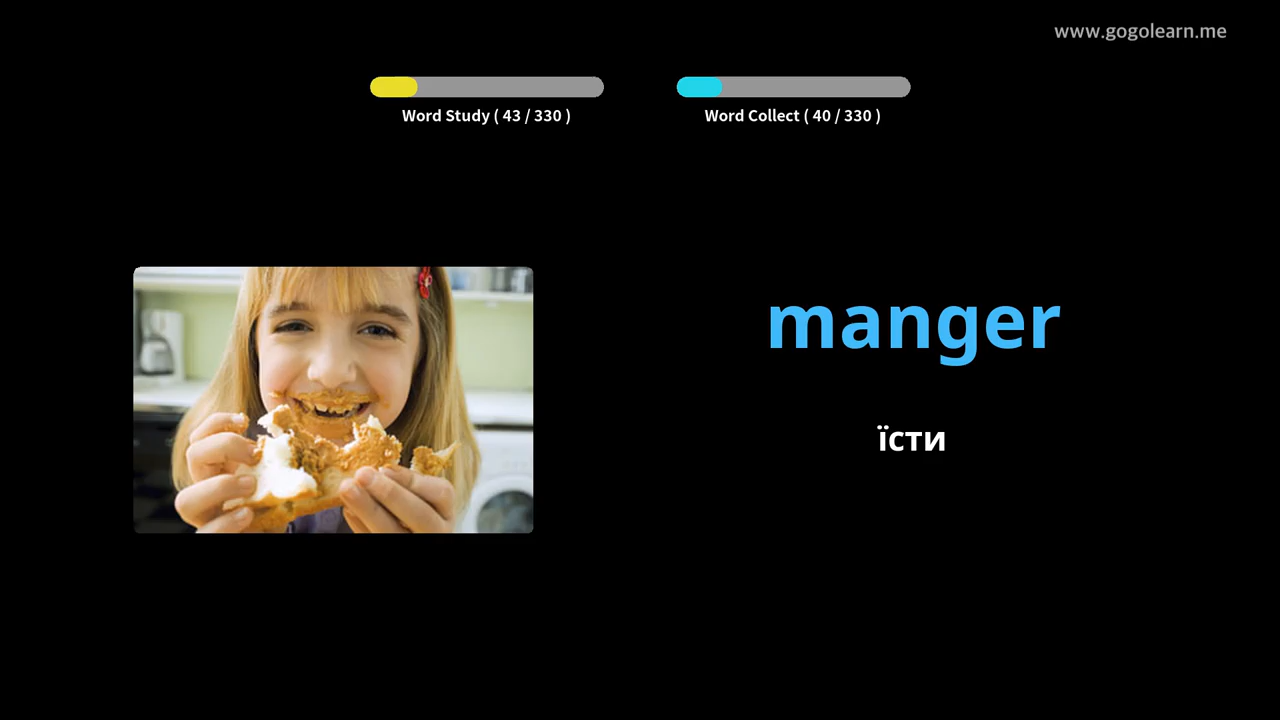 www.gogolearn.me
Word Study ( 43 / 330 )
Word Collect ( 40 / 330 )
manger
їсти